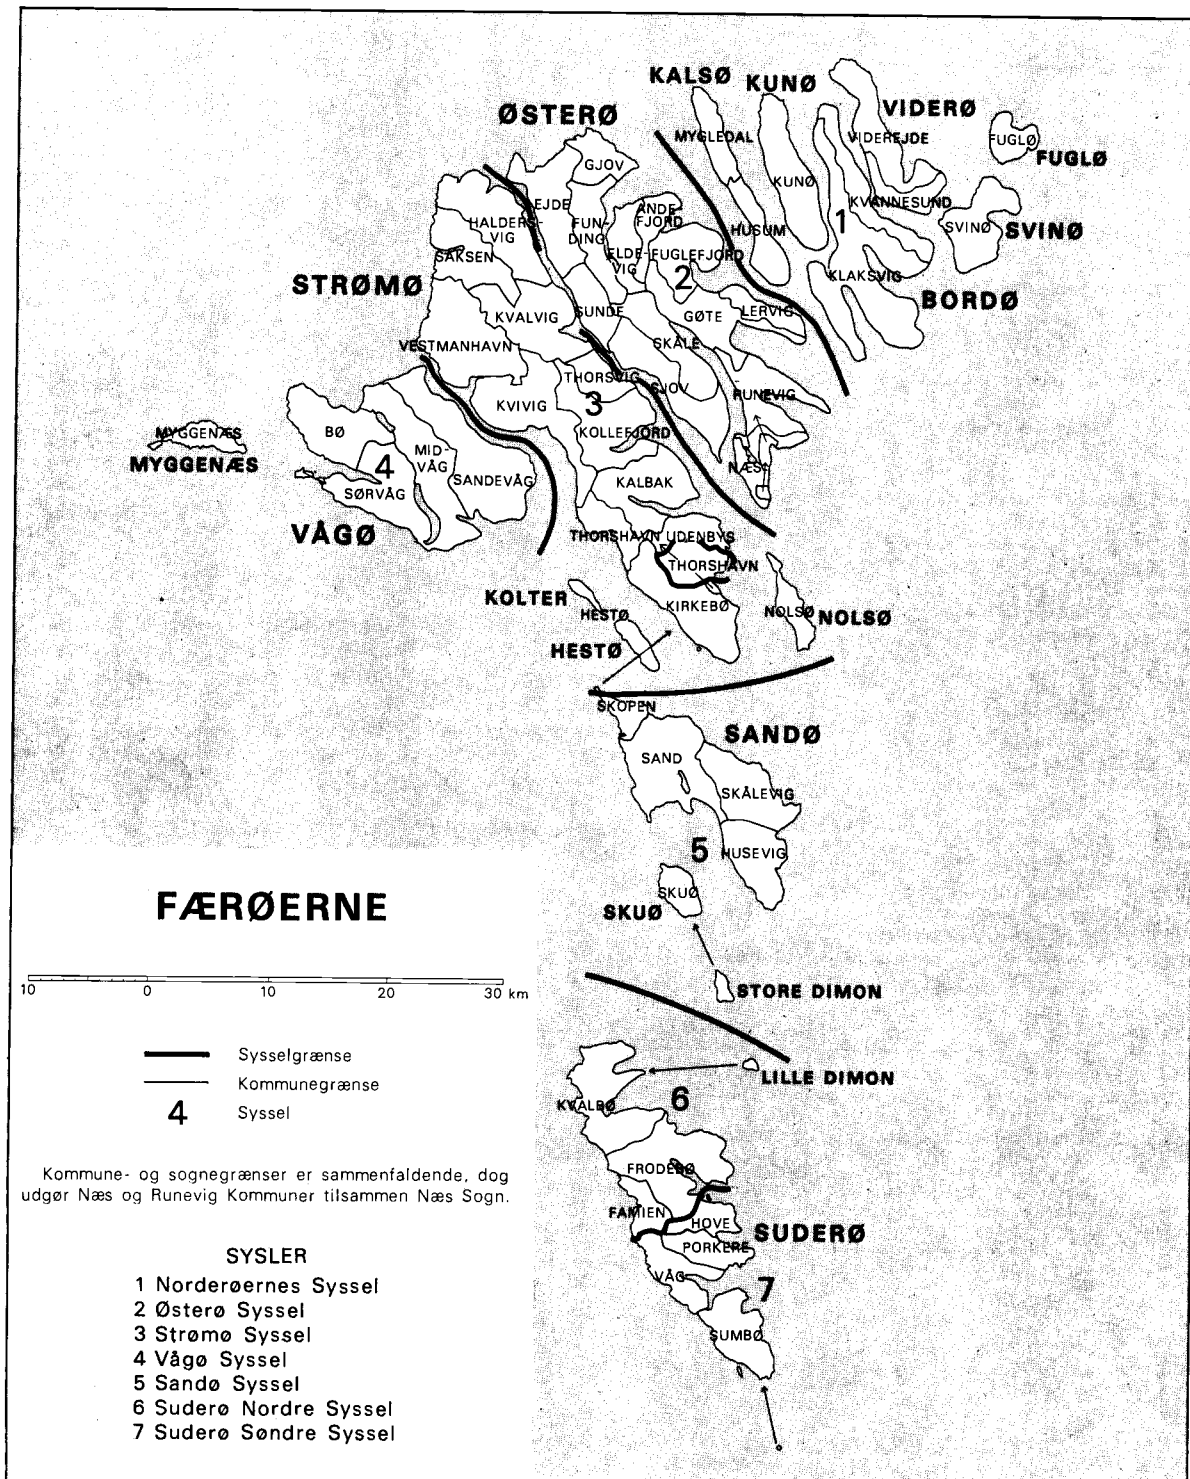 KALSØ
KUNØ
VIDERØ
ØSTERØ
MYGLEDAL
VIDEREJDE
FUGLØ
FUGLØ
GJOV
KUNØ
EJDE
ANDE-
FJORD
KVANNESUND
HALDERS-
VIG
FUN-
DING
HUSUM
1
SVINØ
SVINØ
SAKSEN
ELDE-
VIG
FUGLEFJORD
2
KLAKSVIG
STRØMØ
BORDØ
KVALVIG
SUNDE
GØTE
LERVIG
VESTMANHAVN
SKÅLE
THORSVIG
SJOV
RUNEVIG
KVIVIG
3
MYGGENÆS
MYGGENÆS
BØ
KOLLEFJORD
MID-
VÅG
4
NÆS
SØRVÅG
SANDEVÅG
KALBAK
VÅGØ
THORSHAVN UDENBYS
THORSHAVN
KOLTER
KIRKEBØ
HESTØ
NOLSØ
NOLSØ
HESTØ
SKOPEN
SANDØ
SAND
SKÅLEVIG
5
HUSEVIG
SKUØ
SKUØ
STORE DIMON
FÆRØERNE
10 0 10 20 30 km
Sysselgrænse
Kommunegrænse
4 Syssel
LILLE DIMON
6
KVALBØ
FRODEBØ
FAMIEN
HOVE
SUDERØ
PORKERE
VÅG
7
SUMBØ
Kommune- og sognegrænser er sammenfaldende, dog
udgør Næs og Runevig Kommuner tilsammen Næs Sogn.
SYSLER
1 Norderøernes Syssel
2 Østerø Syssel
3 Strømø Syssel
4 Vågø Syssel
5 Sandø Syssel
6 Suderø Nordre Syssel
7 Suderø Søndre Syssel